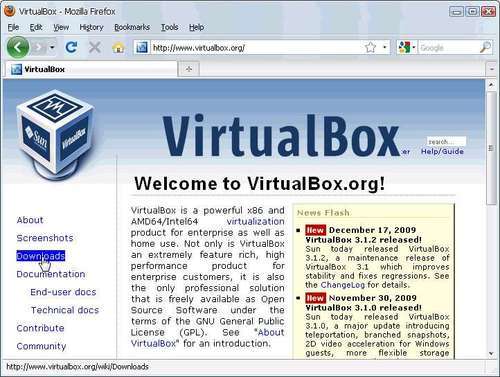 VirtualBox - Mozilla Firefox
File Edit View History Bookmarks Tools Help
http://www.virtualbox.org/
Google
VirtualBox
Sun
VirtualBox
VirtualBox
search...
er Help/Guide
Welcome to VirtualBox.org!
About
Screenshots
Downloads
Documentation
End-user docs
Technical docs
Contribute
Community
VirtualBox is a powerful x86 and
AMD64/Intel64 virtualization
product for enterprise as well as
home use. Not only is VirtualBox
an extremely feature rich, high
performance product for
enterprise customers, it is also
the only professional solution
that is freely available as Open
Source Software under the
terms of the GNU General Public
License (GPL). See "About
VirtualBox" for an introduction.
News Flash
New December 17, 2009
VirtualBox 3.1.2 released!
Sun today released VirtualBox
3.1.2, a maintenance release of
VirtualBox 3.1 which improves
stability and fixes regressions. See
the ChangeLog for details.
New November 30, 2009
VirtualBox 3.1.0 released!
Sun today released VirtualBox
3.1.0, a major update introducing
teleportation, branched snapshots,
2D video acceleration for Windows
guests, more flexible storage
http://www.virtualbox.org/wiki/Downloads